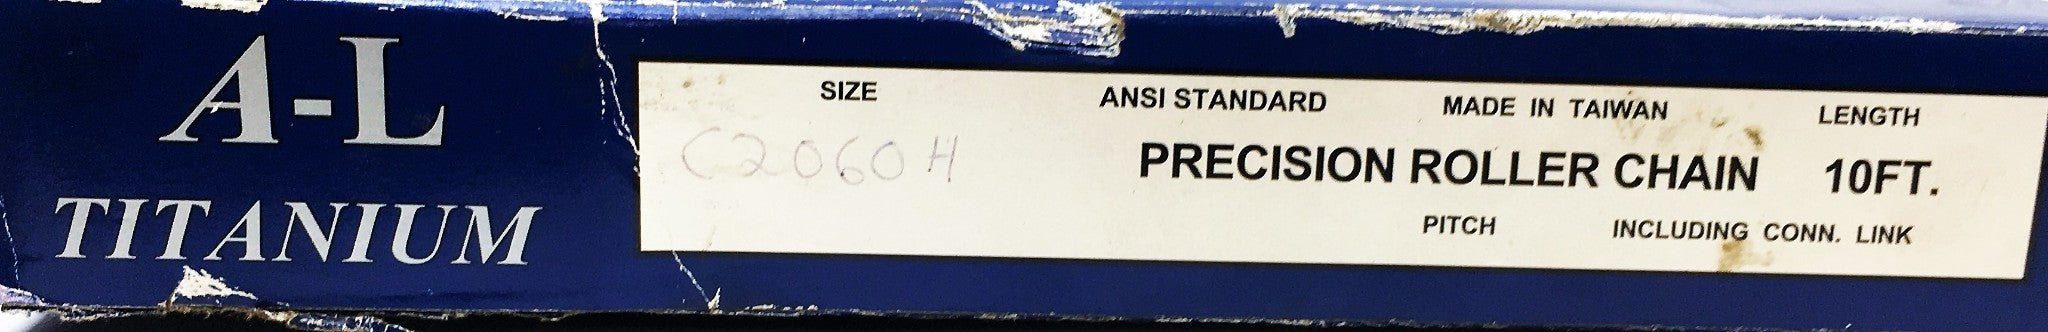 A-L
TITANIUM
SIZE
C2060H
ANSI STANDARD
MADE IN TAIWAN
LENGTH
PRECISION ROLLER CHAIN
10FT.
PITCH
INCLUDING CONN. LINK